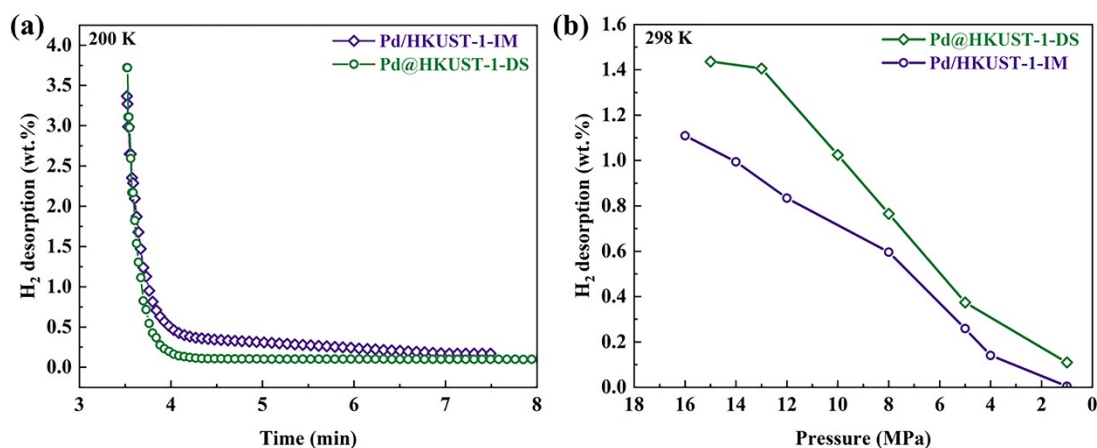 (a)
200 K
Pd/HKUST-1-IM
Pd@HKUST-1-DS
H2 desorption (wt.%)
4.0
3.5
3.0
2.5
2.0
1.5
1.0
0.5
0.0
3 4 5 6 7 8
Time (min)
(b)
298 K
Pd@HKUST-1-DS
Pd/HKUST-1-IM
H2 desorption (wt.%)
1.6
1.4
1.2
1.0
0.8
0.6
0.4
0.2
0.0
18 16 14 12 10 8 6 4 2 0
Pressure (MPa)